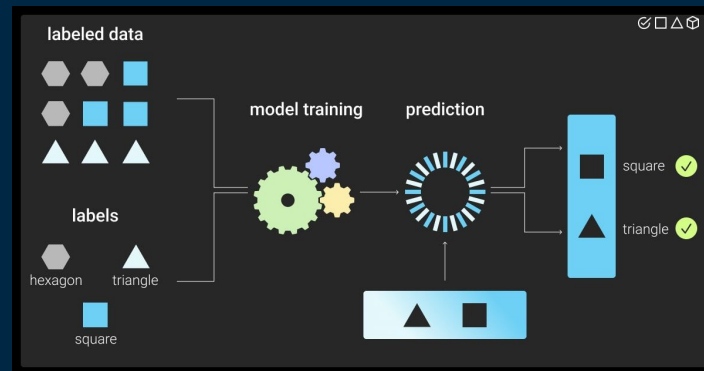 labeled data
model training
prediction
square
triangle
labels
hexagon
triangle
square